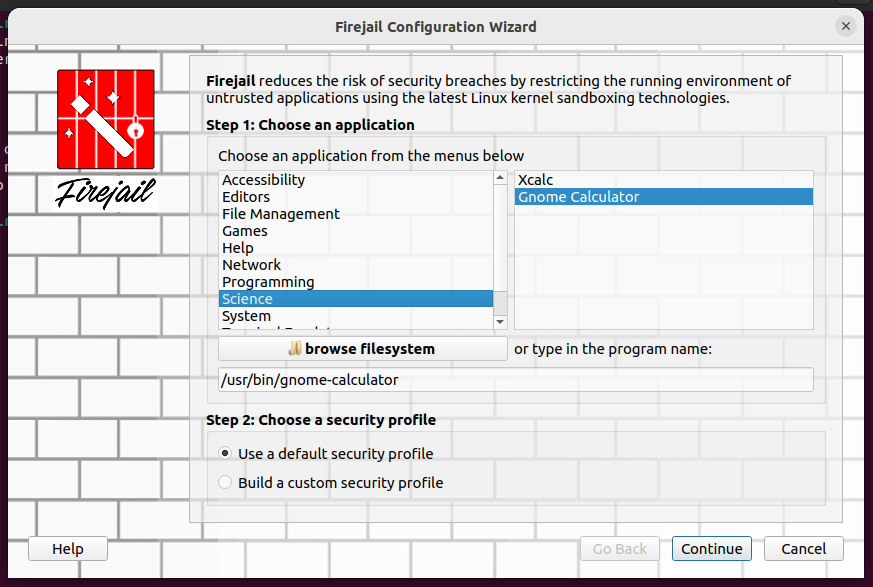 Firejail Configuration Wizard
Firejail
Firejail reduces the risk of security breaches by restricting the running environment of
untrusted applications using the latest Linux kernel sandboxing technologies.
Step 1: Choose an application
Choose an application from the menus below
Accessibility
Editors
File Management
Games
Help
Network
Programming
Science
System
Xcalc
Gnome Calculator
browse filesystem
or type in the program name:
/usr/bin/gnome-calculator
Step 2: Choose a security profile
Use a default security profile
Build a custom security profile
Help
Go Back
Continue
Cancel